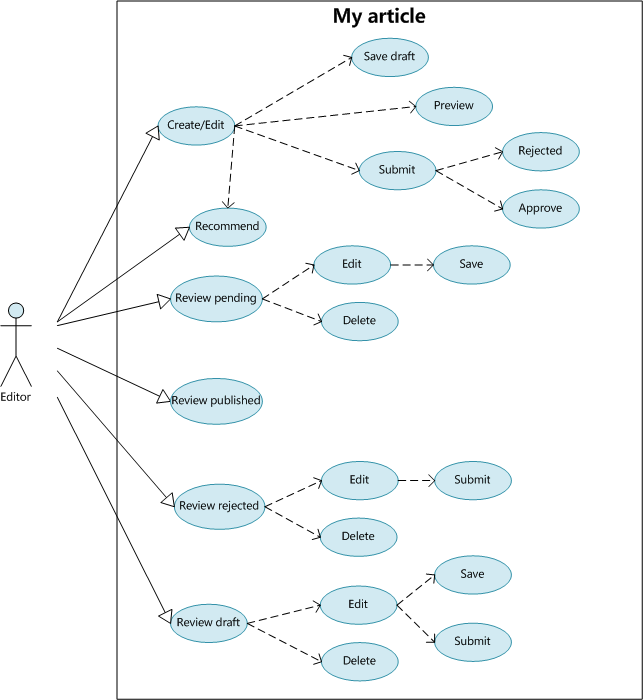 My article
Save draft
Preview
Create/Edit
Rejected
Submit
Approve
Recommend
Edit
Save
Review pending
Delete
Editor
Review published
Edit
Submit
Review rejected
Delete
Save
Edit
Review draft
Submit
Delete